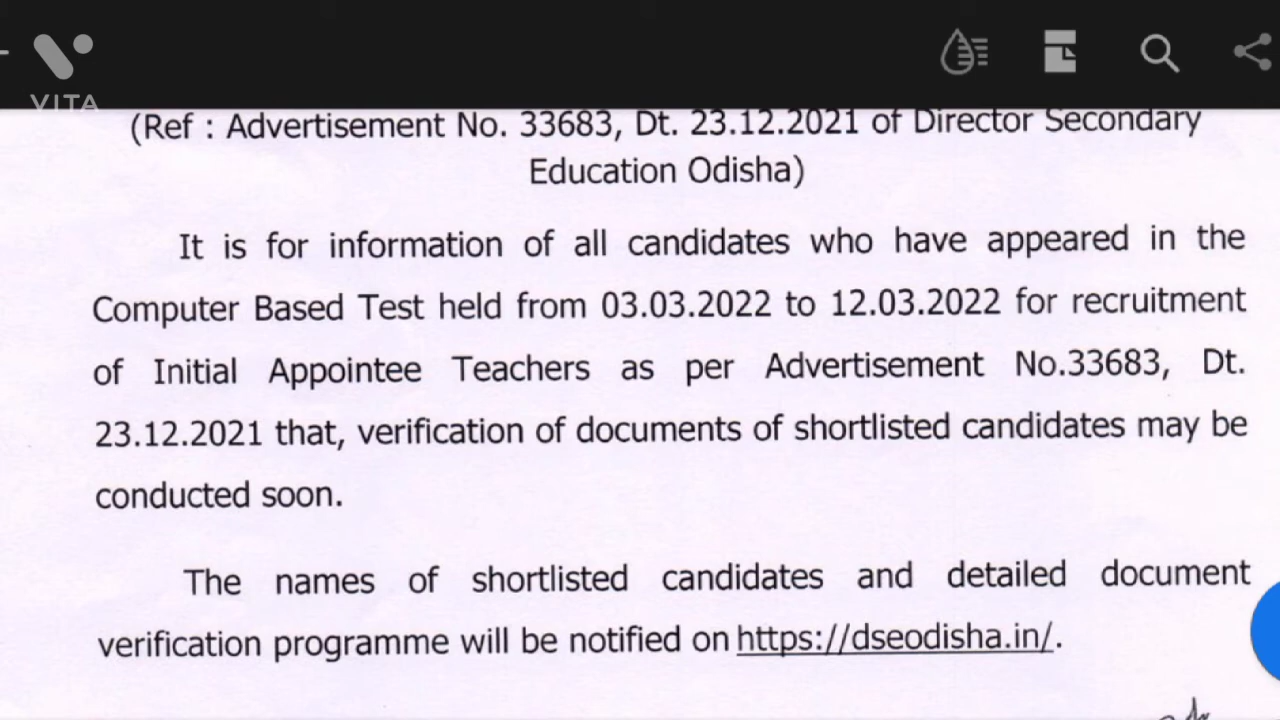 VITA
(Ref : Advertisement No. 33683, Dt. 23.12.2021 of Director Secondary
Education Odisha)
It is for information of all candidates who have appeared in the
Computer Based Test held from 03.03.2022 to 12.03.2022 for recruitment
of Initial Appointee Teachers as per Advertisement No.33683, Dt.
23.12.2021 that, verification of documents of shortlisted candidates may be
conducted soon.
The names of shortlisted candidates and detailed document
verification programme will be notified on https://dseodisha.in/.